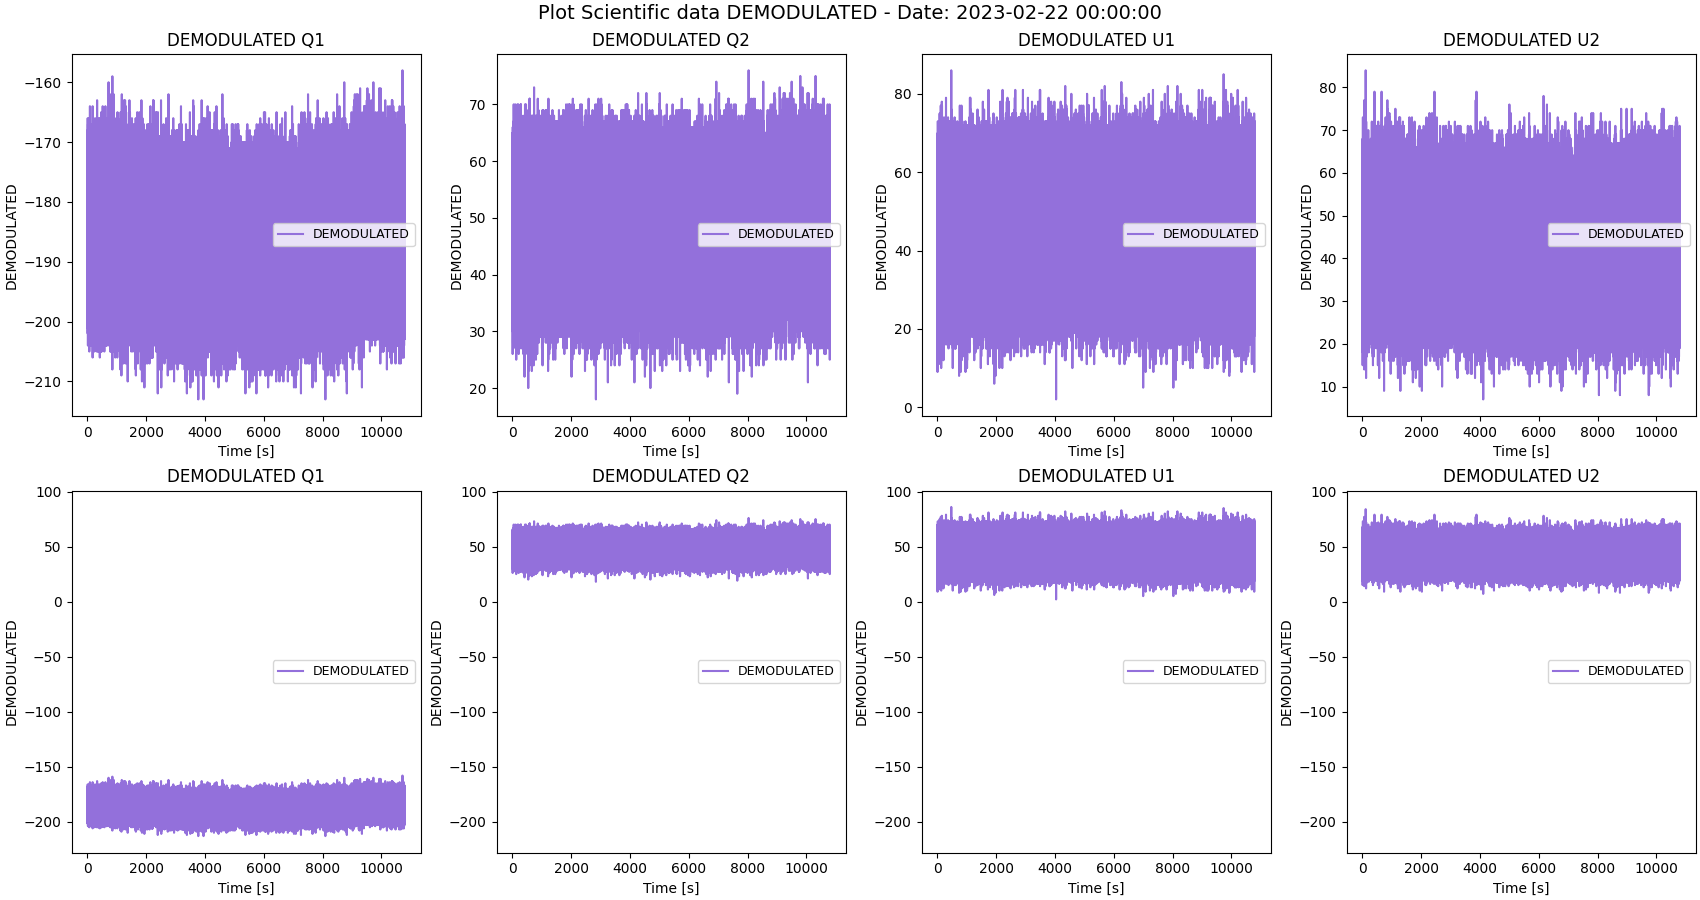 Plot Scientific data DEMODULATED - Date: 2023-02-22 00:00:00
DEMODULATED Q1
DEMODULATED
−160
−170
−180
−190
−200
−210
DEMODULATED
0 2000 4000 6000 8000 10000
Time [s]
DEMODULATED Q2
DEMODULATED
70
60
50
40
30
20
DEMODULATED
0 2000 4000 6000 8000 10000
Time [s]
DEMODULATED U1
DEMODULATED
80
60
40
20
0
DEMODULATED
0 2000 4000 6000 8000 10000
Time [s]
DEMODULATED U2
DEMODULATED
80
70
60
50
40
30
20
10
DEMODULATED
0 2000 4000 6000 8000 10000
Time [s]
DEMODULATED Q1
DEMODULATED
100
50
0
−50
−100
−150
−200
DEMODULATED
0 2000 4000 6000 8000 10000
Time [s]
DEMODULATED Q2
DEMODULATED
100
50
0
−50
−100
−150
−200
DEMODULATED
0 2000 4000 6000 8000 10000
Time [s]
DEMODULATED U1
DEMODULATED
100
50
0
−50
−100
−150
−200
DEMODULATED
0 2000 4000 6000 8000 10000
Time [s]
DEMODULATED U2
DEMODULATED
100
50
0
−50
−100
−150
−200
DEMODULATED
0 2000 4000 6000 8000 10000
Time [s]